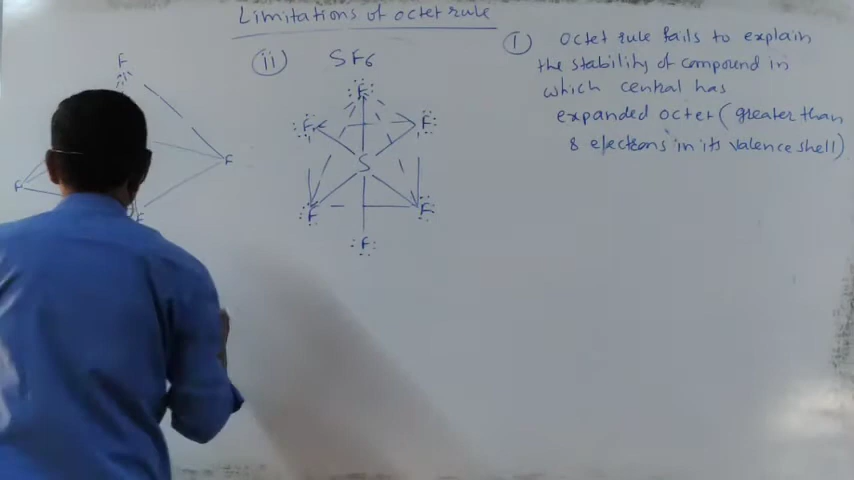 Limitations of octet rule
F
F
F
F
(ii) SF6
F
F
F
S
F
F
F
(1) Octet rule fails to explain
the stability of compound in
which central has
expanded octet (greater than
8 electrons in its valence shell)